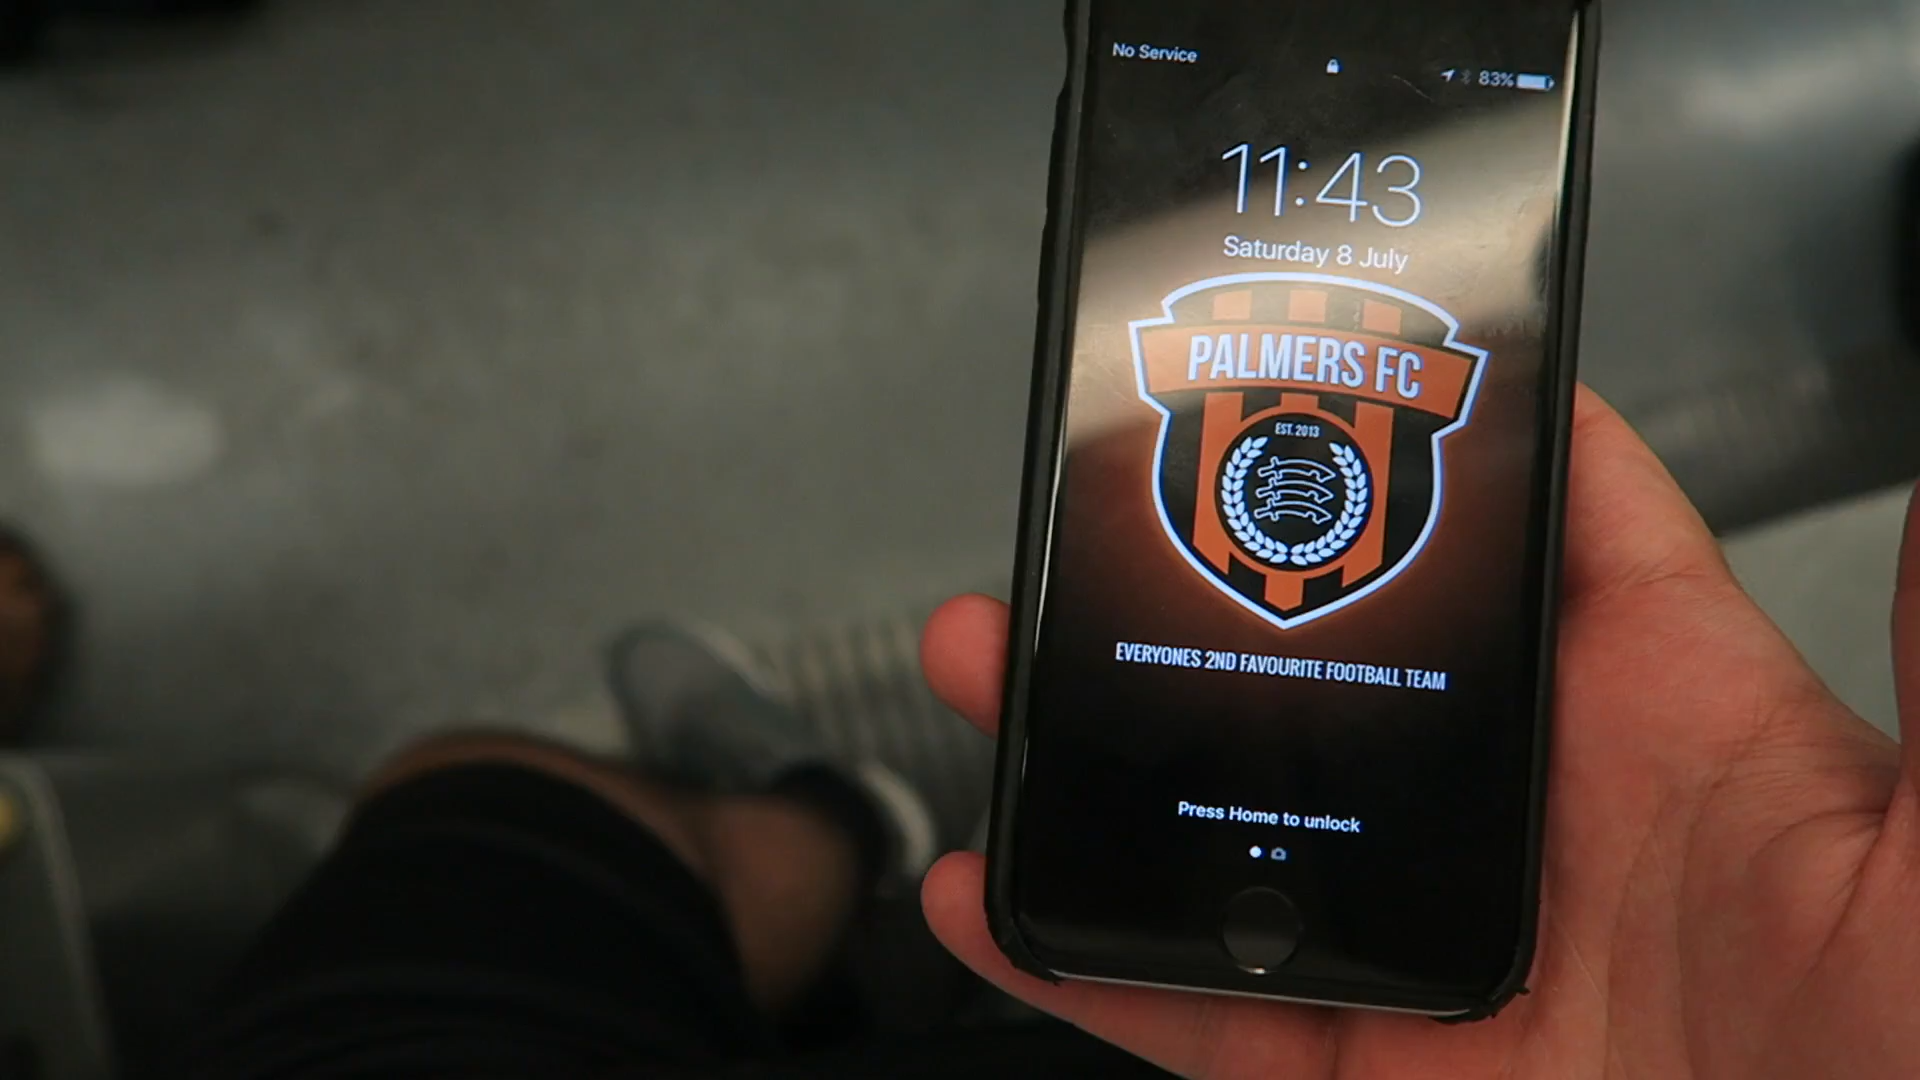 No Service
83%
11:43
Saturday 8 July
PALMERS FC
EST. 2013
EVERYONES 2ND FAVOURITE FOOTBALL TEAM
Press Home to unlock